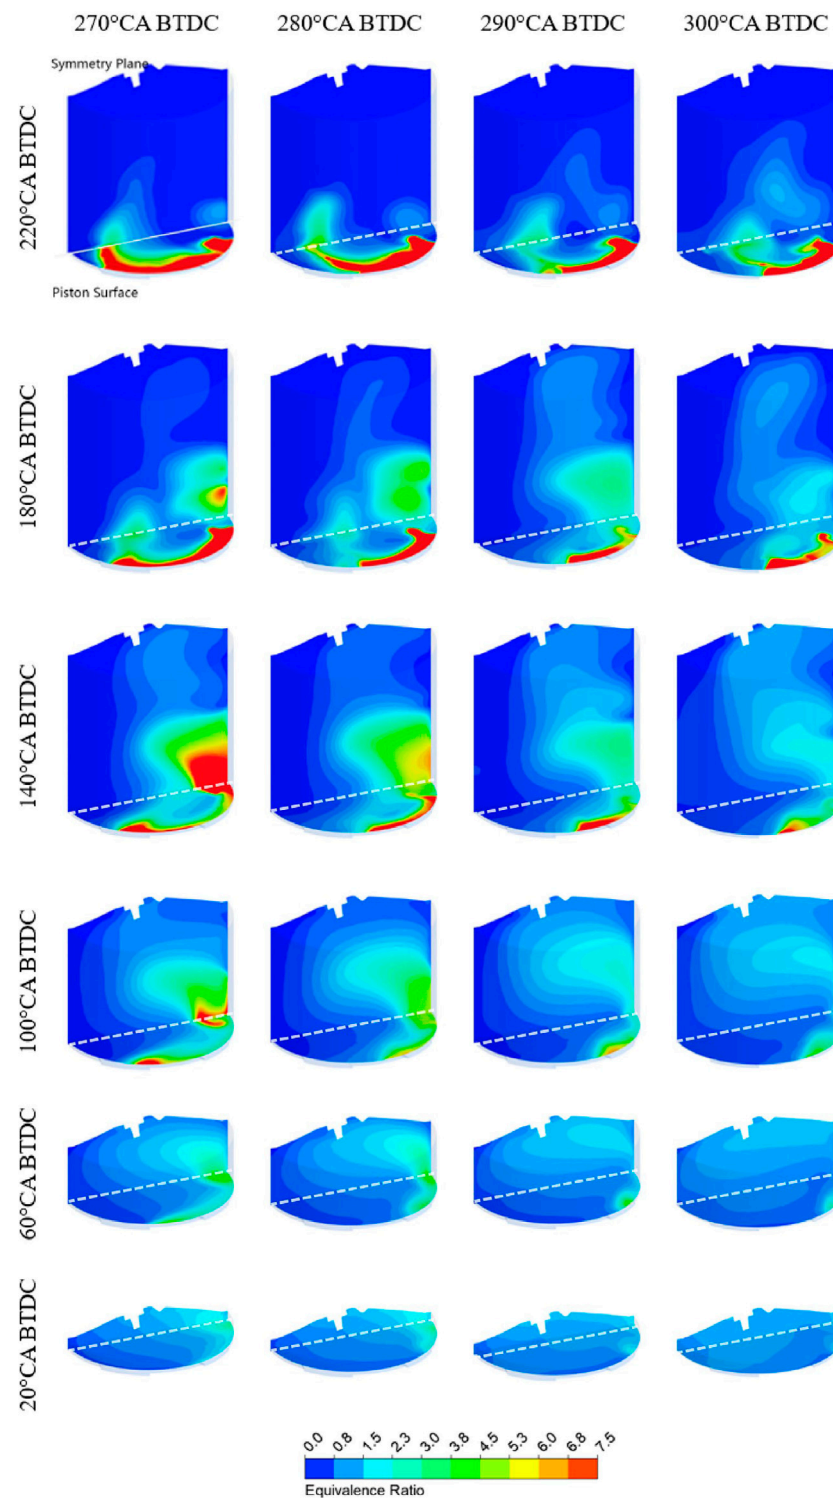 270°CA BTDC 280°CA BTDC 290°CA BTDC 300°CA BTDC
Symmetry Plane
220°CA BTDC
Piston Surface
180°CA BTDC
140°CA BTDC
100°CA BTDC
60°CA BTDC
20°CA BTDC
0.0 0.8 1.5 2.3 3.0 3.8 4.5 5.3 6.0 6.8 7.5
Equivalence Ratio